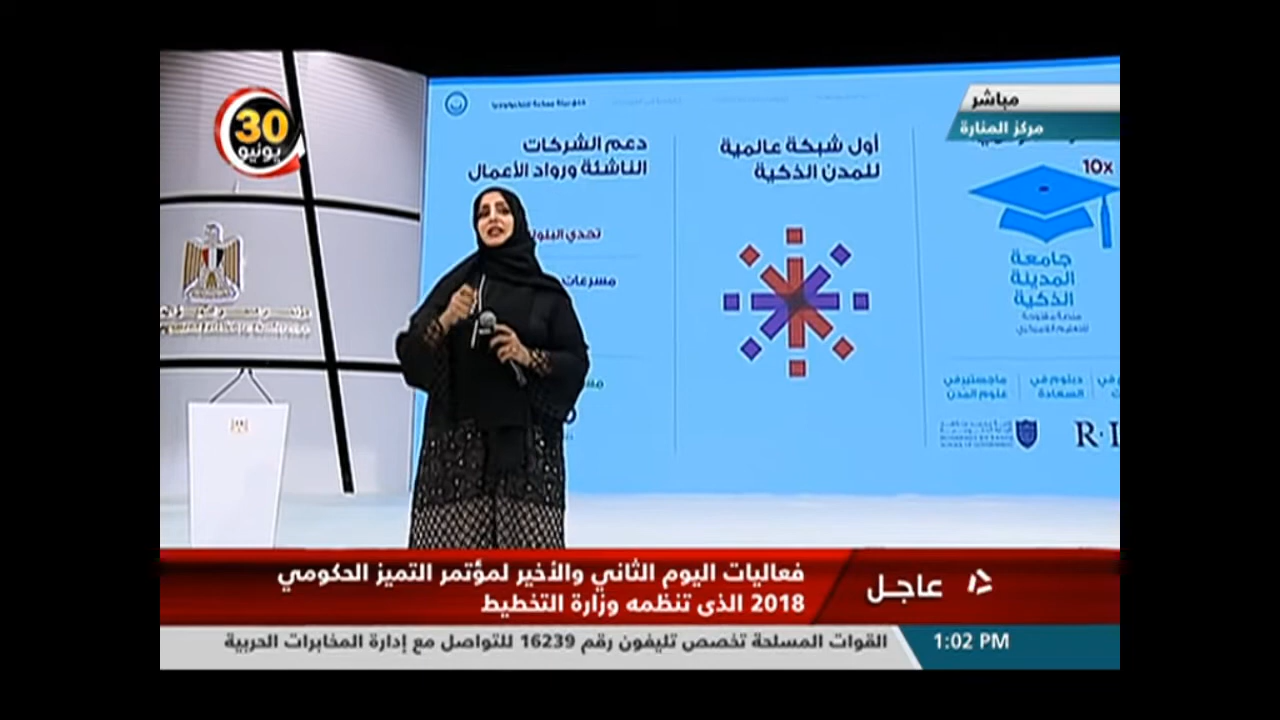 30
يونيو
مباشر
مركز المنارة
دعم الشركات
الناشئة ورواد الأعمال
مسرعات
أول شبكة عالمية
للمدن الذكية
10x
جامعة
المدينة
الذكية
منصة مفتوحة
ماجستير في
علوم المدن
دبلوم في
السعادة
عاجل
فعاليات اليوم الثاني والأخير لمؤتمر التميز الحكومي
2018 الذى تنظمه وزارة التخطيط
القوات المسلحة تخصص تليفون رقم 16239 للتواصل مع إدارة المخابرات الحربية
1:02 PM